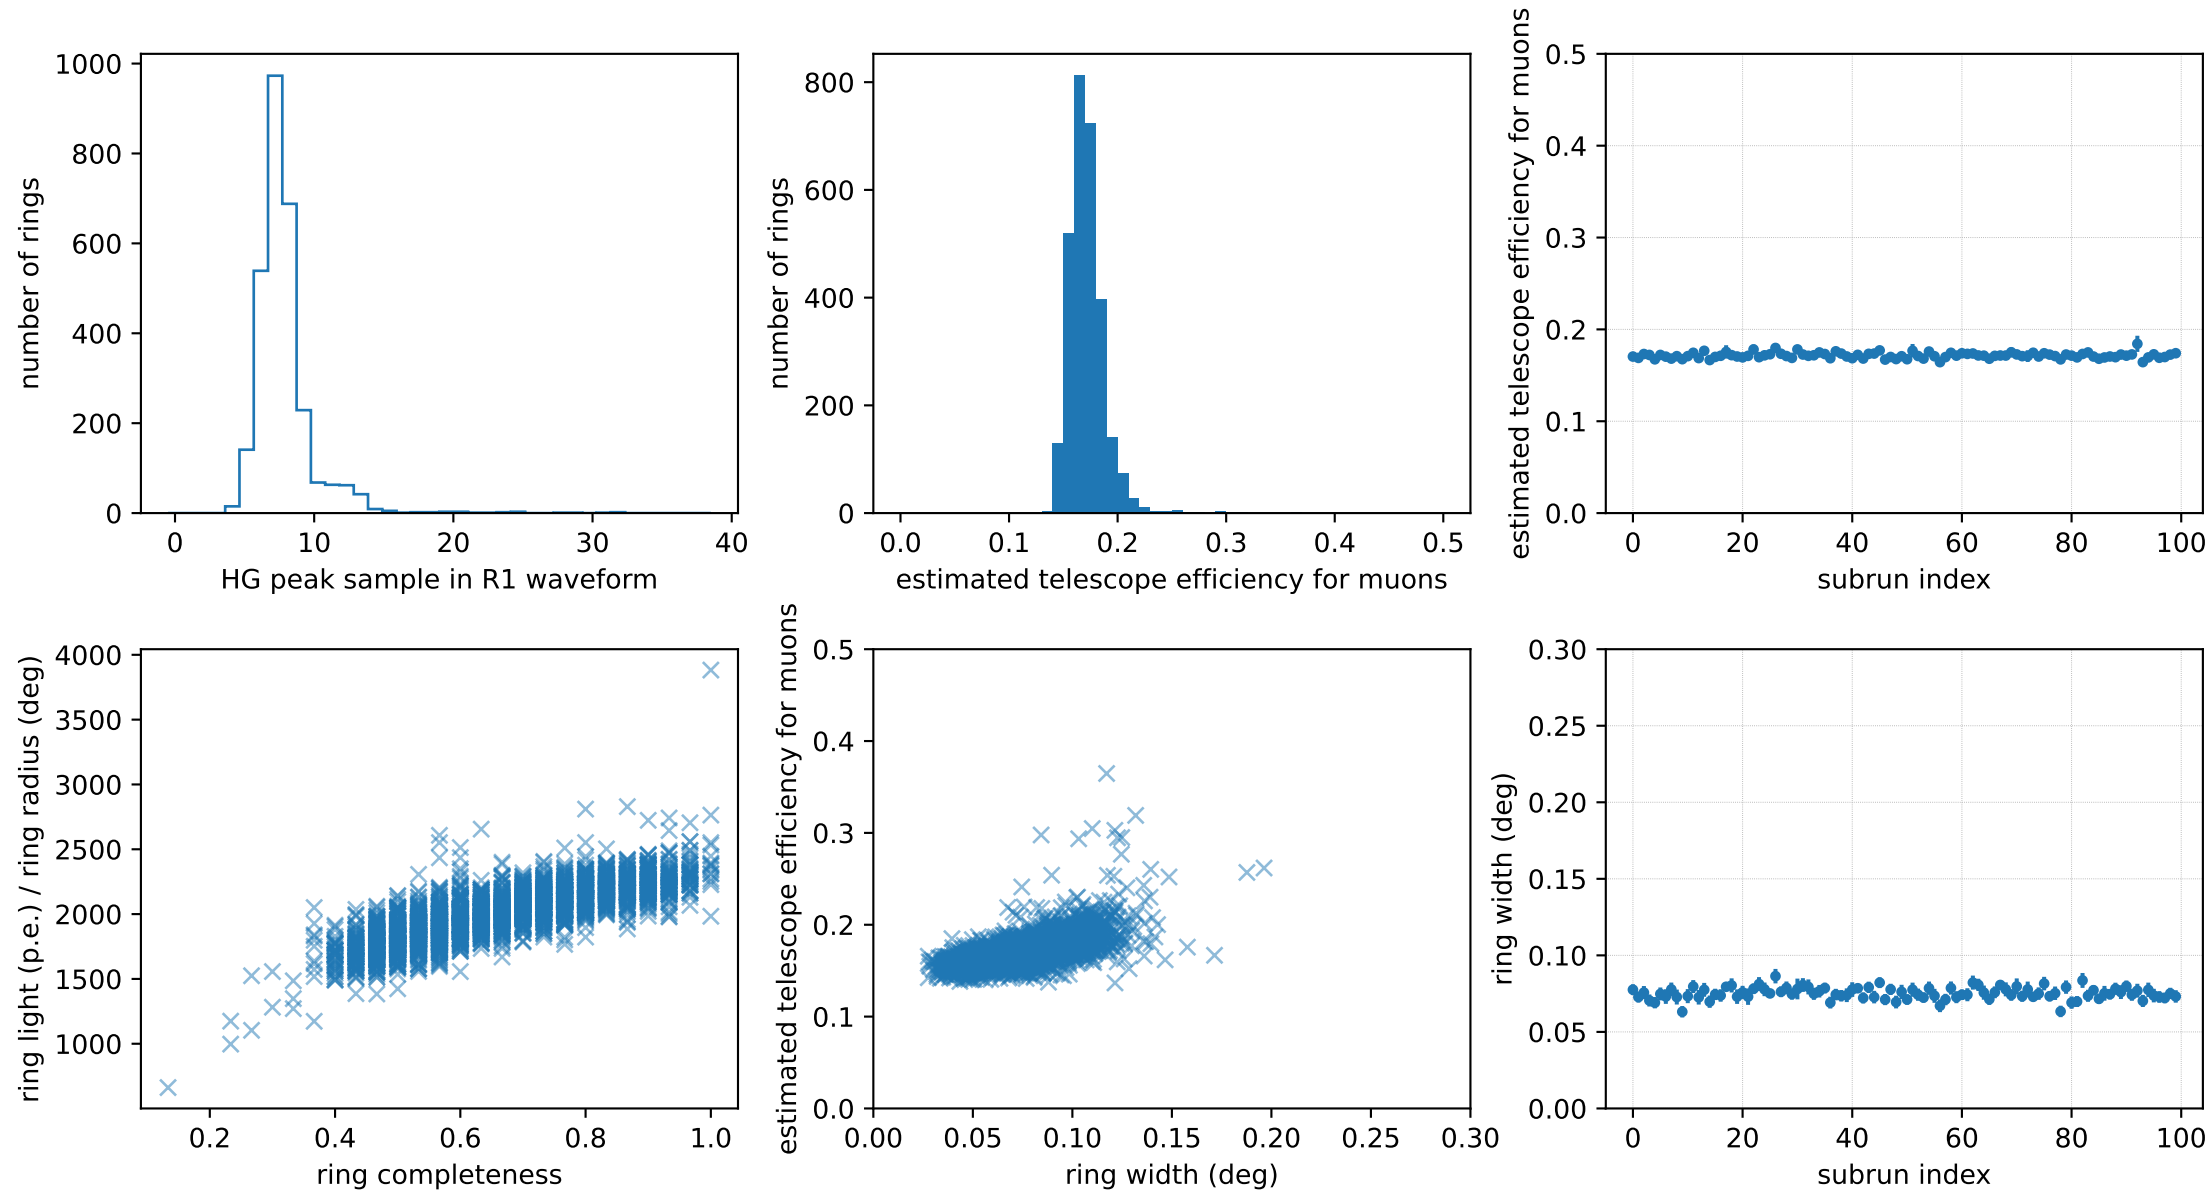 1000
800
600
400
200
0
number of rings
0 10 20 30 40
HG peak sample in R1 waveform
800
600
400
200
0
number of rings
0.0 0.1 0.2 0.3 0.4 0.5
estimated telescope efficiency for muons
0.5
0.4
0.3
0.2
0.1
0.0
estimated telescope efficiency for muons
0 20 40 60 80 100
subrun index
4000
3500
3000
2500
2000
1500
1000
ring light (p.e.) / ring radius (deg)
0.2 0.4 0.6 0.8 1.0
ring completeness
0.5
0.4
0.3
0.2
0.1
0.0
estimated telescope efficiency for muons
0.00 0.05 0.10 0.15 0.20 0.25 0.30
ring width (deg)
0.30
0.25
0.20
0.15
0.10
0.05
0.00
ring width (deg)
0 20 40 60 80 100
subrun index